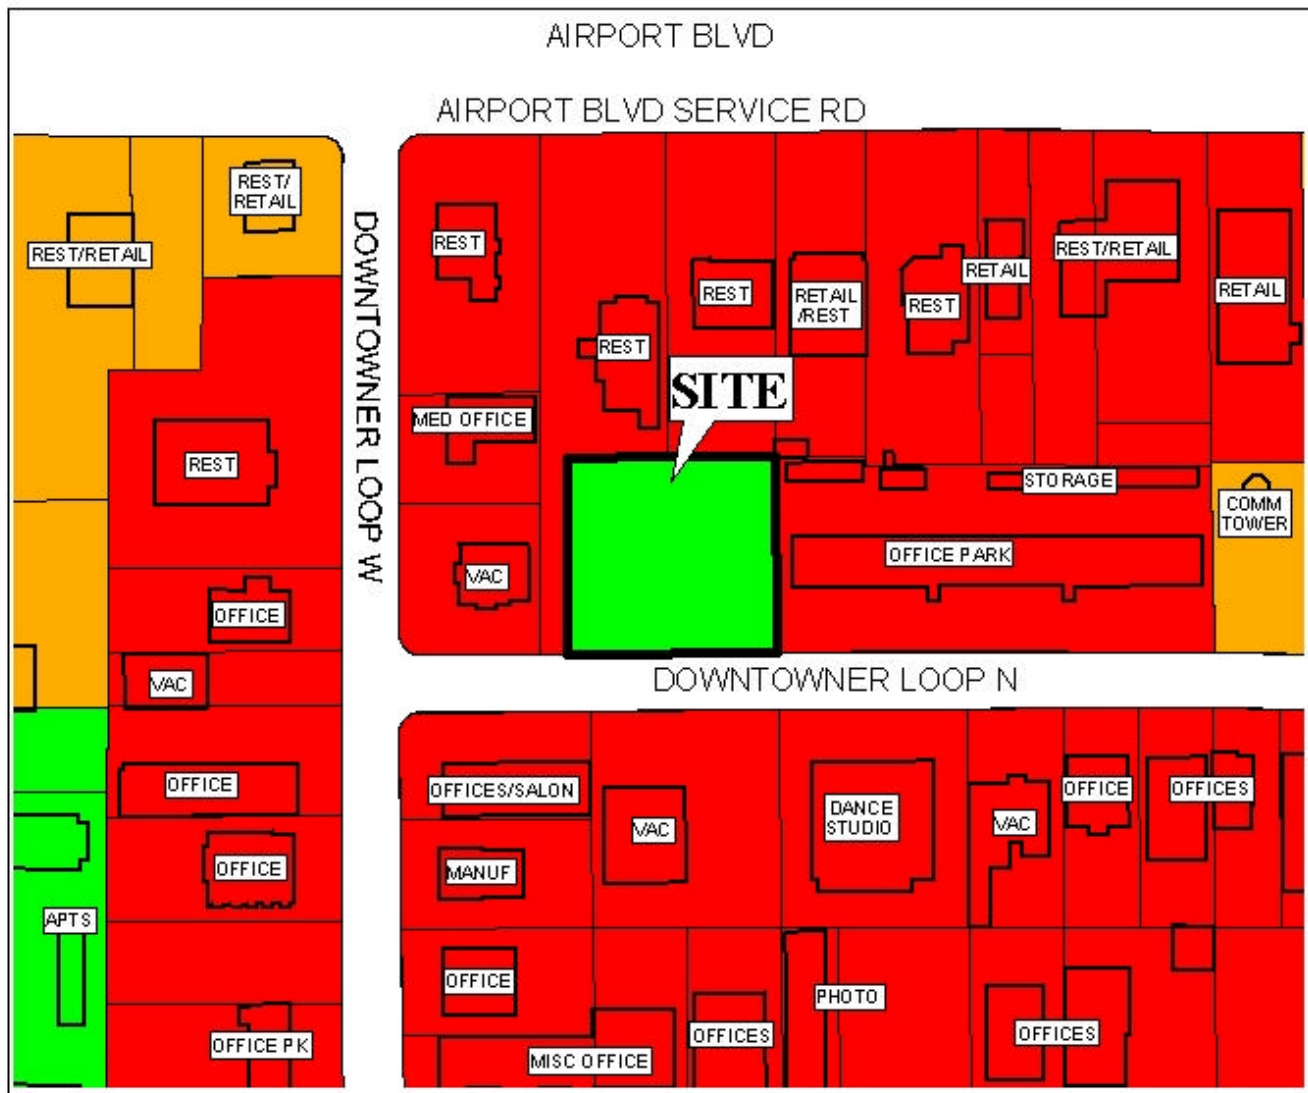 AIRPORT BLVD
AIRPORT BLVD SERVICE RD
REST/
RETAIL
REST/RETAIL
DOWNTOWNER LOOP W
REST
REST
RETAIL
REST/RETAIL
REST
RETAIL
/REST
REST
RETAIL
REST
SITE
MED OFFICE
REST
STORAGE
COMM
TOWER
OFFICE PARK
VAC
OFFICE
VAC
DOWNTOWNER LOOP N
OFFICE
OFFICES/SALON
VAC
DANCE
STUDIO
VAC
OFFICE
OFFICES
OFFICE
MANUF
APTS
OFFICE
PHOTO
OFFICE PK
MISC OFFICE
OFFICES
OFFICES